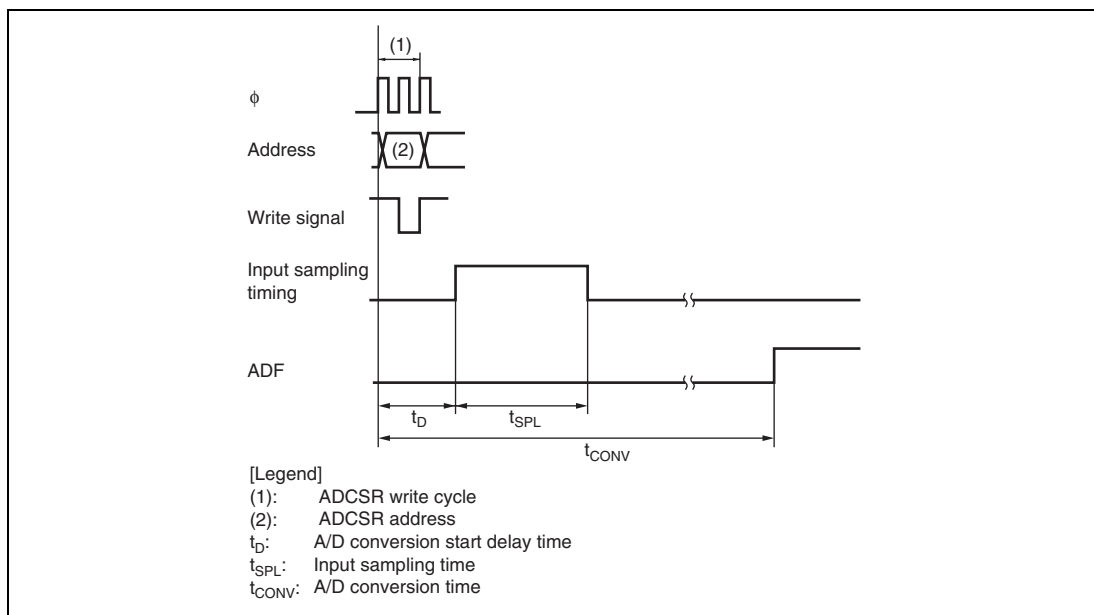 (1)
φ
Address
(2)
Write signal
Input sampling
timing
ADF
tD
tSPL
tCONV
[Legend]
(1): ADCSR write cycle
(2): ADCSR address
tD: A/D conversion start delay time
tSPL: Input sampling time
tCONV: A/D conversion time